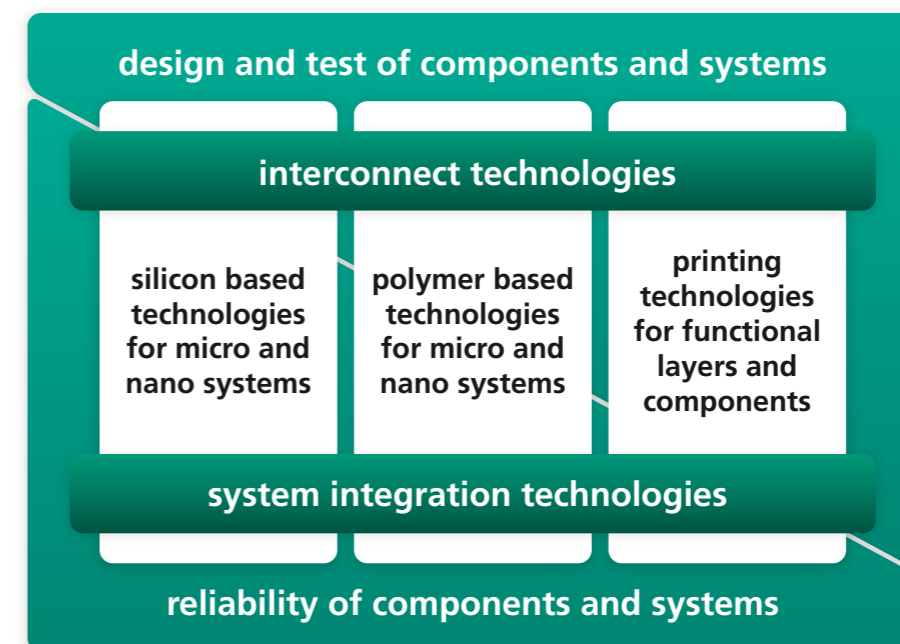 design and test of components and systems
interconnect technologies
silicon based
technologies
for micro and
nano systems
polymer based
technologies
for micro and
nano systems
printing
technologies
for functional
layers and
components
system integration technologies
reliability of components and systems